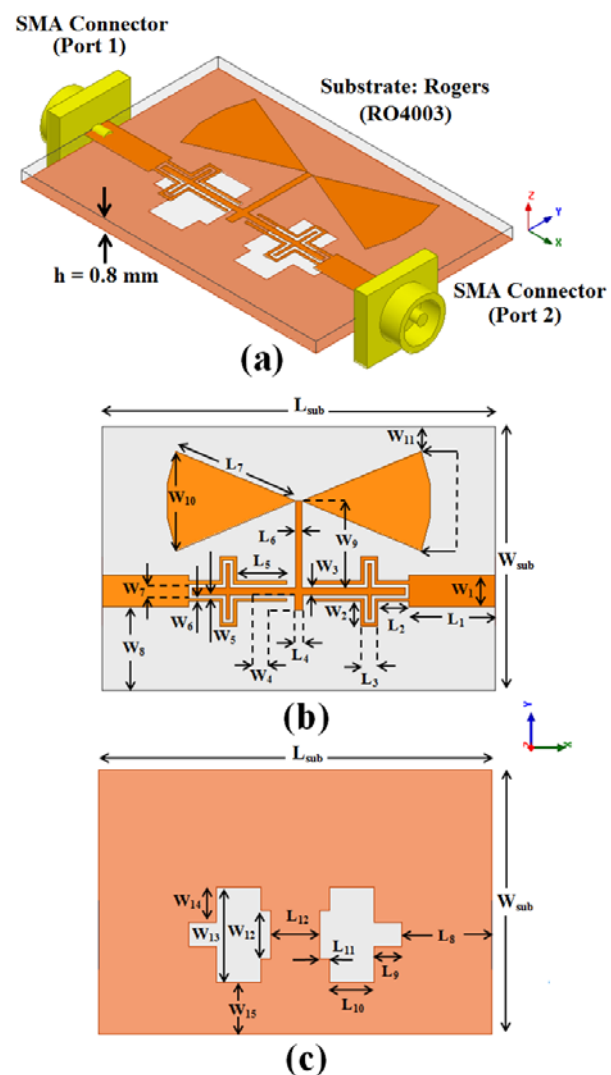 SMA Connector
(Port 1)
Substrate: Rogers
(RO4003)
Z
Y
X
h = 0.8 mm
SMA Connector
(Port 2)
(a)
Lsub
W11
L7
W10
L6
W9
Wsub
W7
L5
W3
W1
W6
W5
W2
L2
L1
W8
W4
L4
L3
(b)
Y
Z
X
Lsub
W14
Wsub
W13
W12
L12
L8
L11
L9
L10
W15
(c)